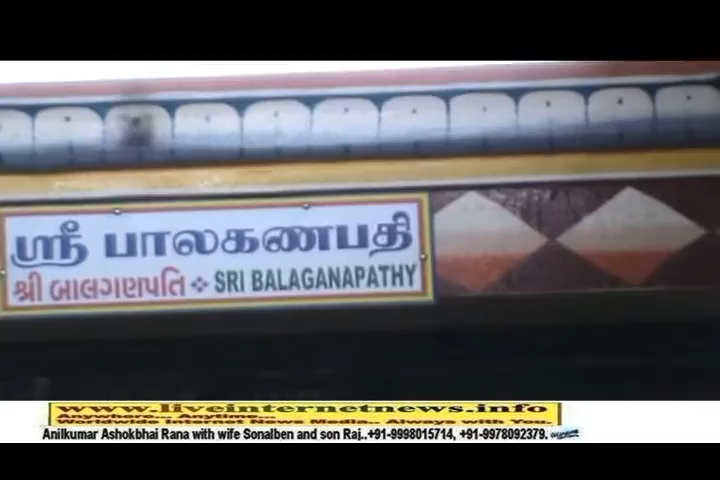 ஸ்ரீ பாலகணபதி
શ્રી બાલગણપતિ ❖ SRI BALAGANAPATHY
www.liveinternetnews.info
Anywhere... Anytime...
Worldwide Internet News Media.. Always with You.
Anilkumar Ashokbhai Rana with wife Sonalben and son Raj..+91-9998015714, +91-9978092379.